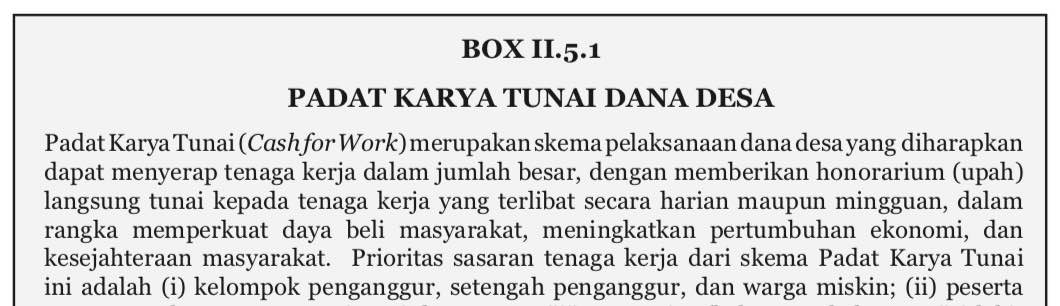 BOX II.5.1
PADAT KARYA TUNAI DANA DESA
Padat Karya Tunai (Cash for Work) merupakan skema pelaksanaan dana desa yang diharapkan
dapat menyerap tenaga kerja dalam jumlah besar, dengan memberikan honorarium (upah)
langsung tunai kepada tenaga kerja yang terlibat secara harian maupun mingguan, dalam
rangka memperkuat daya beli masyarakat, meningkatkan pertumbuhan ekonomi, dan
kesejahteraan masyarakat. Prioritas sasaran tenaga kerja dari skema Padat Karya Tunai
ini adalah (i) kelompok penganggur, setengah penganggur, dan warga miskin; (ii) peserta